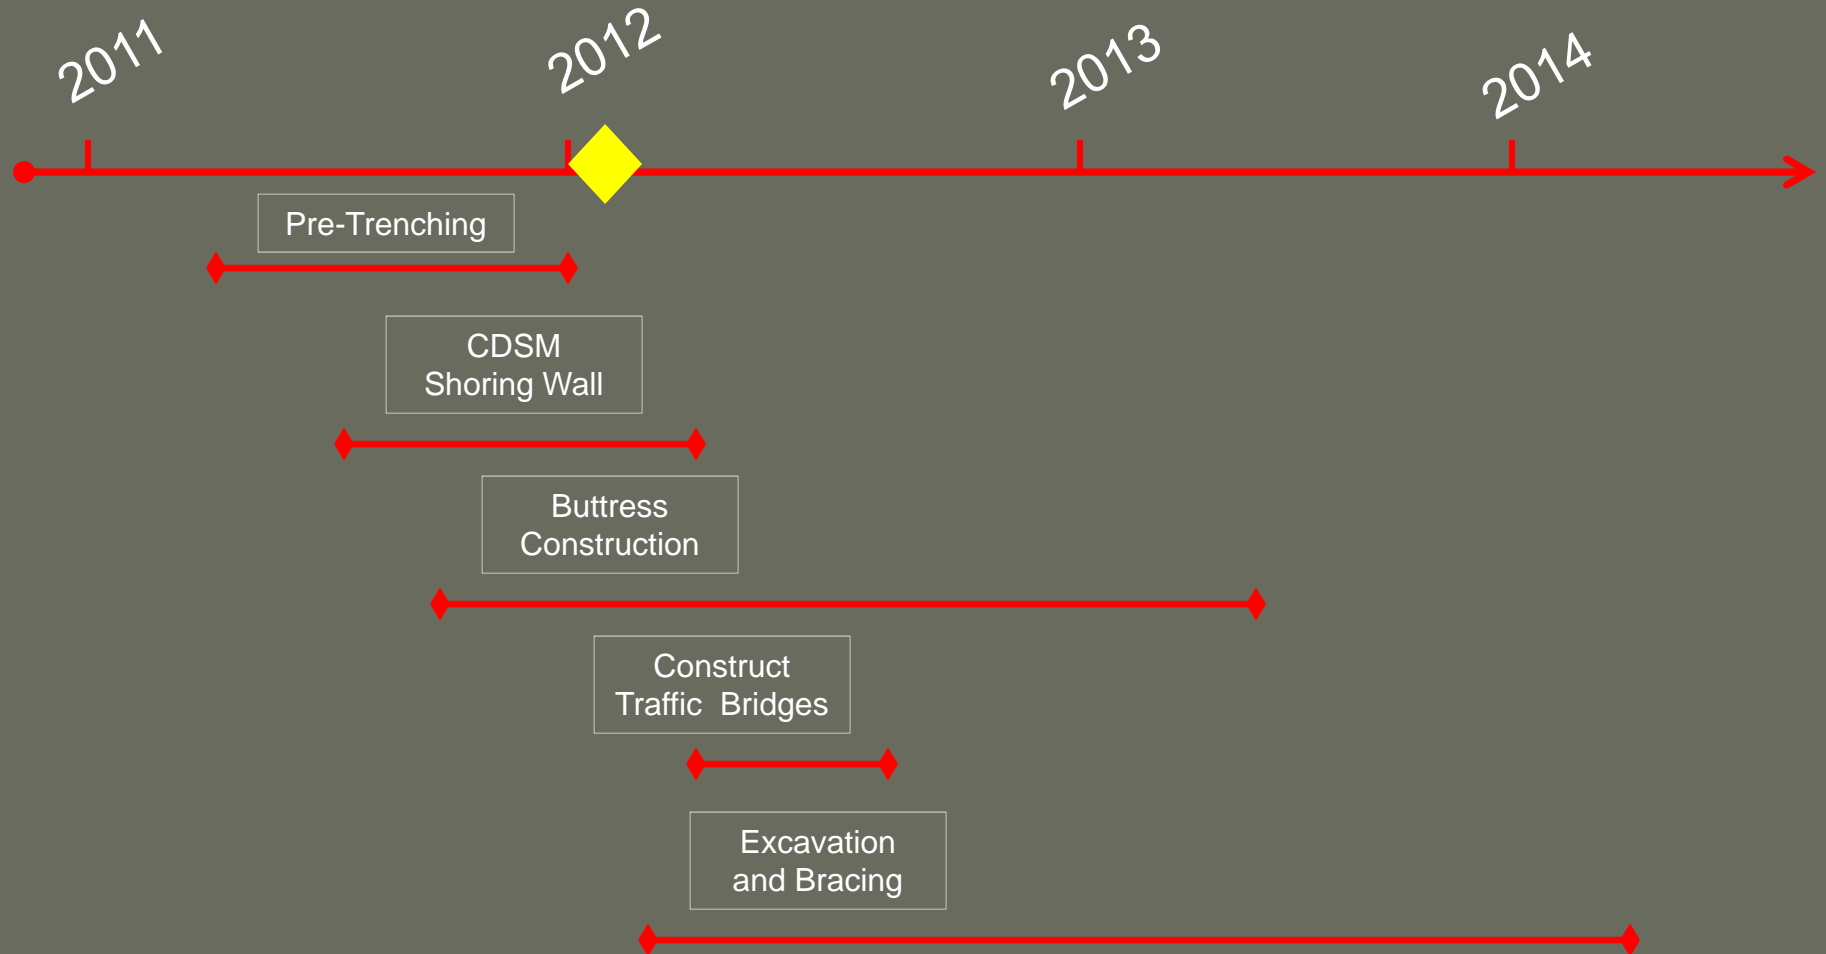 2011
2012
2013
2014
Pre-Trenching
CDSM
Shoring Wall
Buttress
Construction
Construct
Traffic  Bridges
Excavation
and Bracing